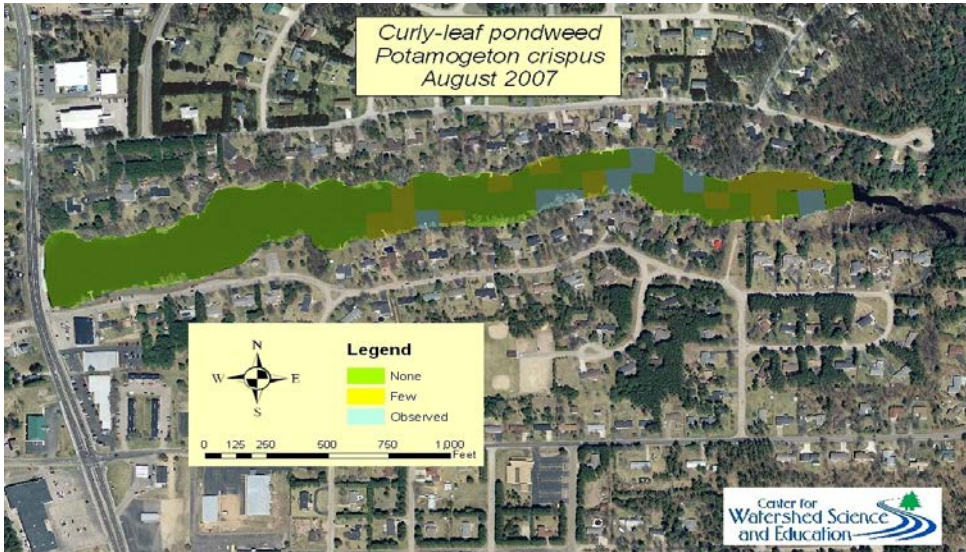 Curly-leaf pondweed
Potamogeton crispus
August 2007
N
W E
S
Legend
None
Few
Observed
0 125 250 500 750 1,000
Feet
Center for
Watershed Science
and Education